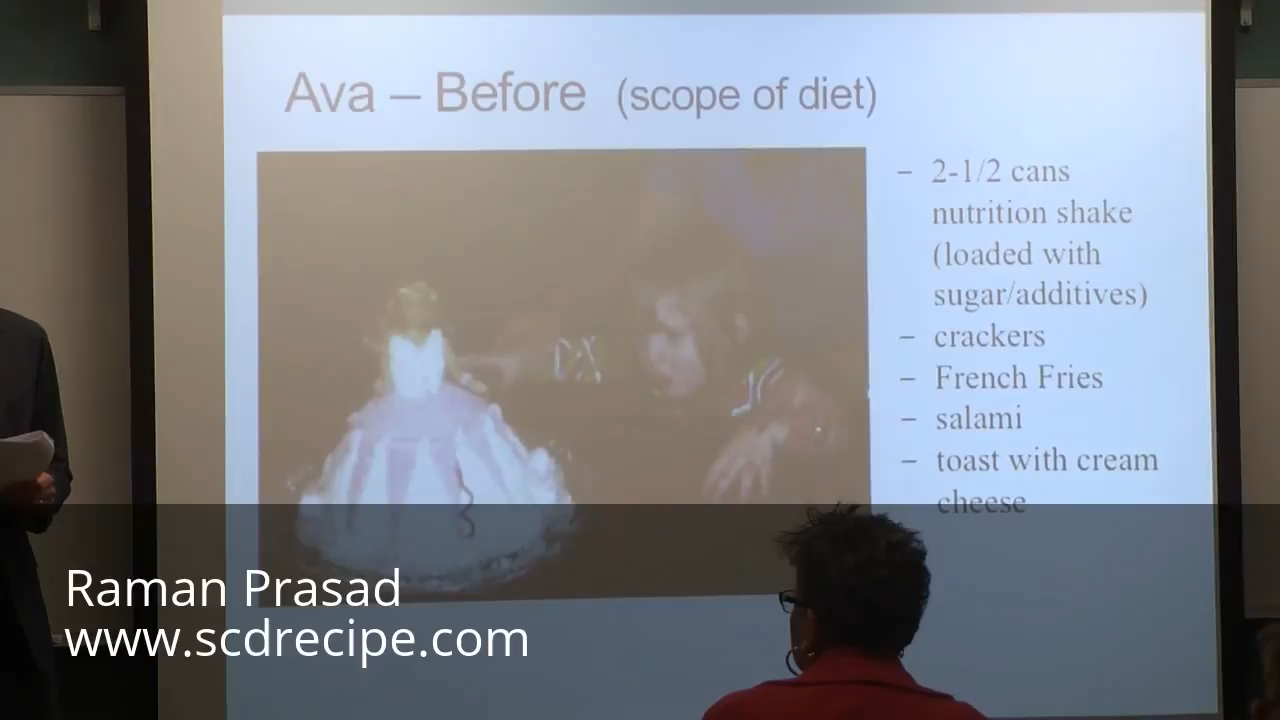 Ava – Before (scope of diet)
– 2-1/2 cans
nutrition shake
(loaded with
sugar/additives)
– crackers
– French Fries
– salami
– toast with cream
cheese
Raman Prasad
www.scdrecipe.com